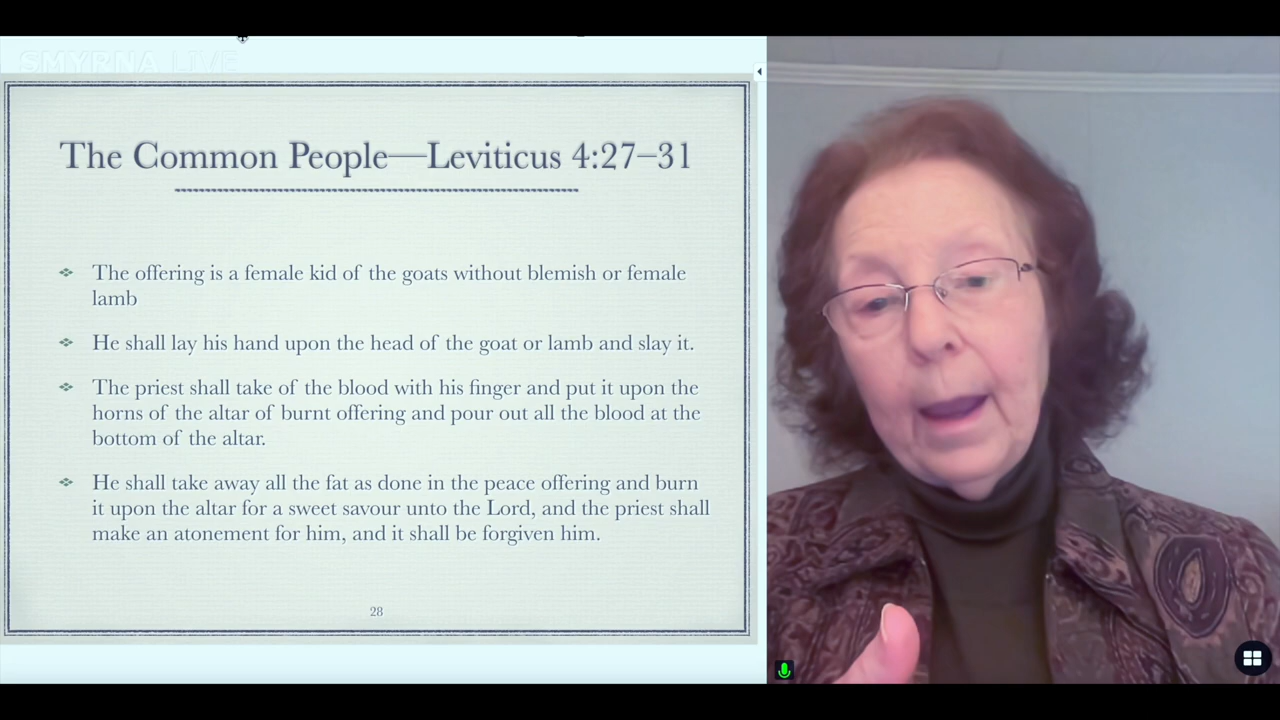 SMYRNA LIVE
The Common People—Leviticus 4:27–31
The offering is a female kid of the goats without blemish or female
lamb
He shall lay his hand upon the head of the goat or lamb and slay it.
The priest shall take of the blood with his finger and put it upon the
horns of the altar of burnt offering and pour out all the blood at the
bottom of the altar.
He shall take away all the fat as done in the peace offering and burn
it upon the altar for a sweet savour unto the Lord, and the priest shall
make an atonement for him, and it shall be forgiven him.
28